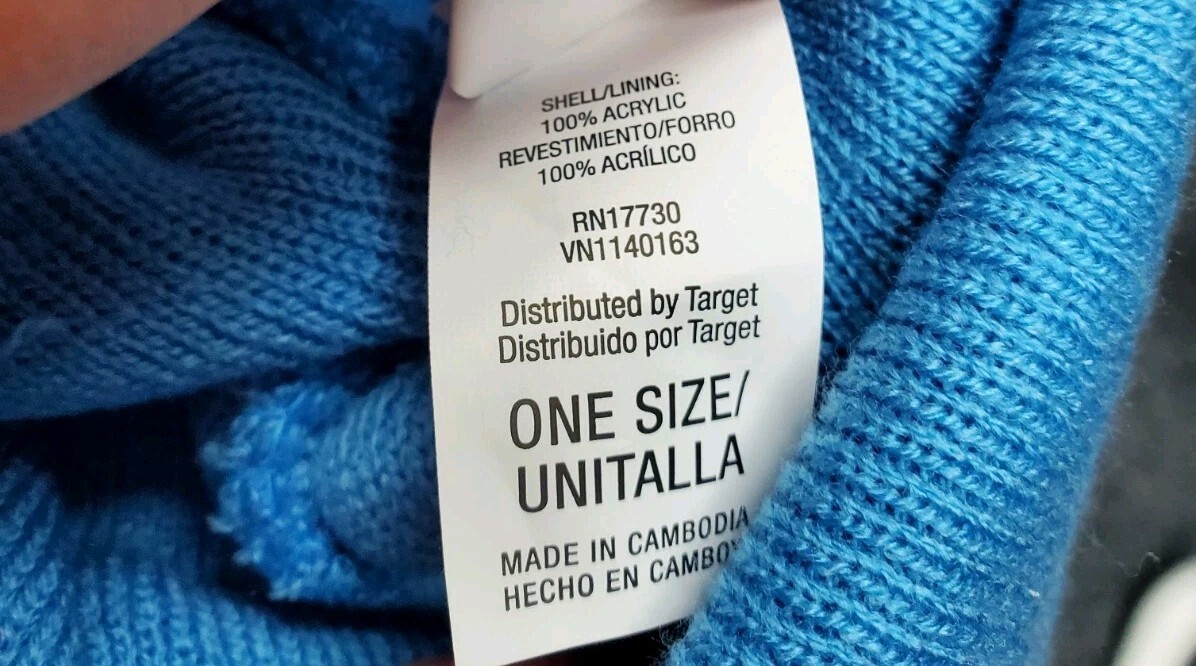 SHELL/LINING:
100% ACRYLIC
REVESTIMIENTO/FORRO
100% ACRÍLICO
RN17730
VN1140163
Distributed by Target
Distribuido por Target
ONE SIZE/
UNITALLA
MADE IN CAMBODIA
HECHO EN